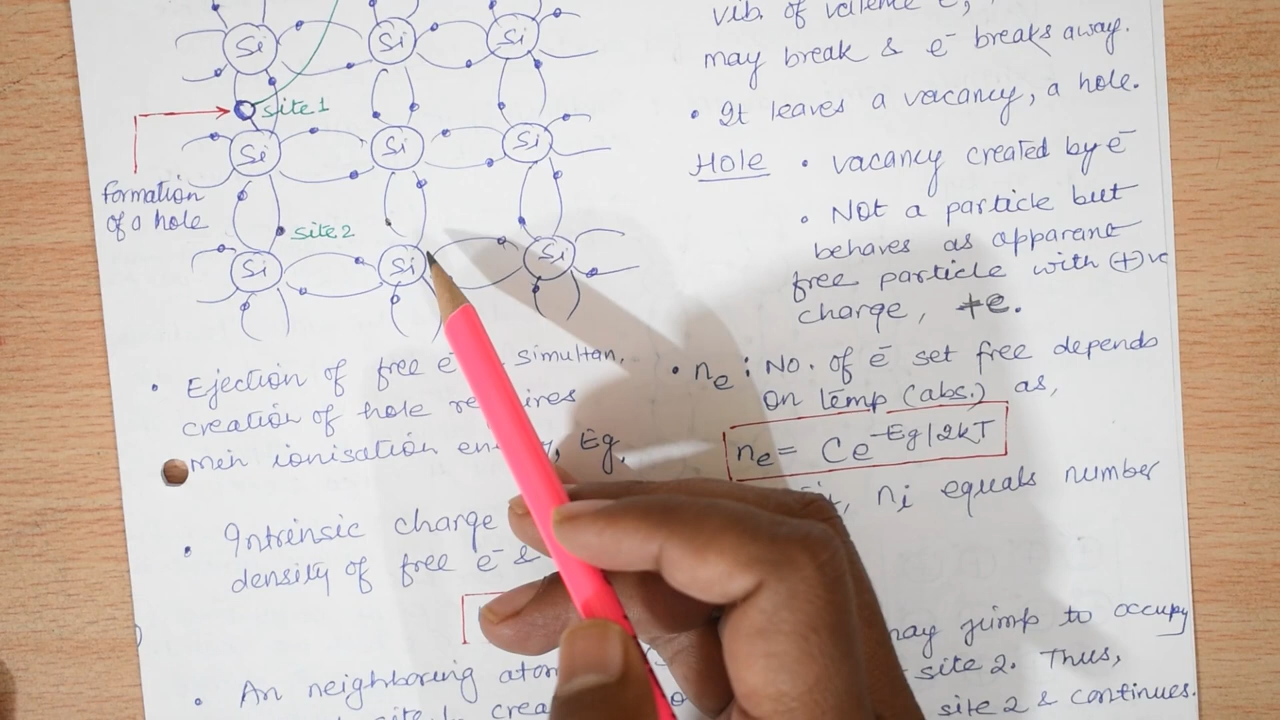 Si Si Si
site 1
Si Si Si
formation
of a hole
site 2
Si Si Si
vib. of valence e⁻,
may break & e⁻ breaks away.
• It leaves a vacancy, a hole.
Hole • vacancy created by e⁻
• Not a particle but
behaves as apparant
free particle with (+)ve
charge, +e.
• Ejection of free e⁻ simultan.
creation of hole
min ionisation Eg.
• nₑ : No. of e⁻ set free depends
on temp (abs.) as,
nₑ = Ce^-Eg/2kT
• Intrinsic charge nᵢ equals number
density of free e⁻ &
• An neighboring atom may jump to occupy
site 2. Thus,
site 2 & continues.